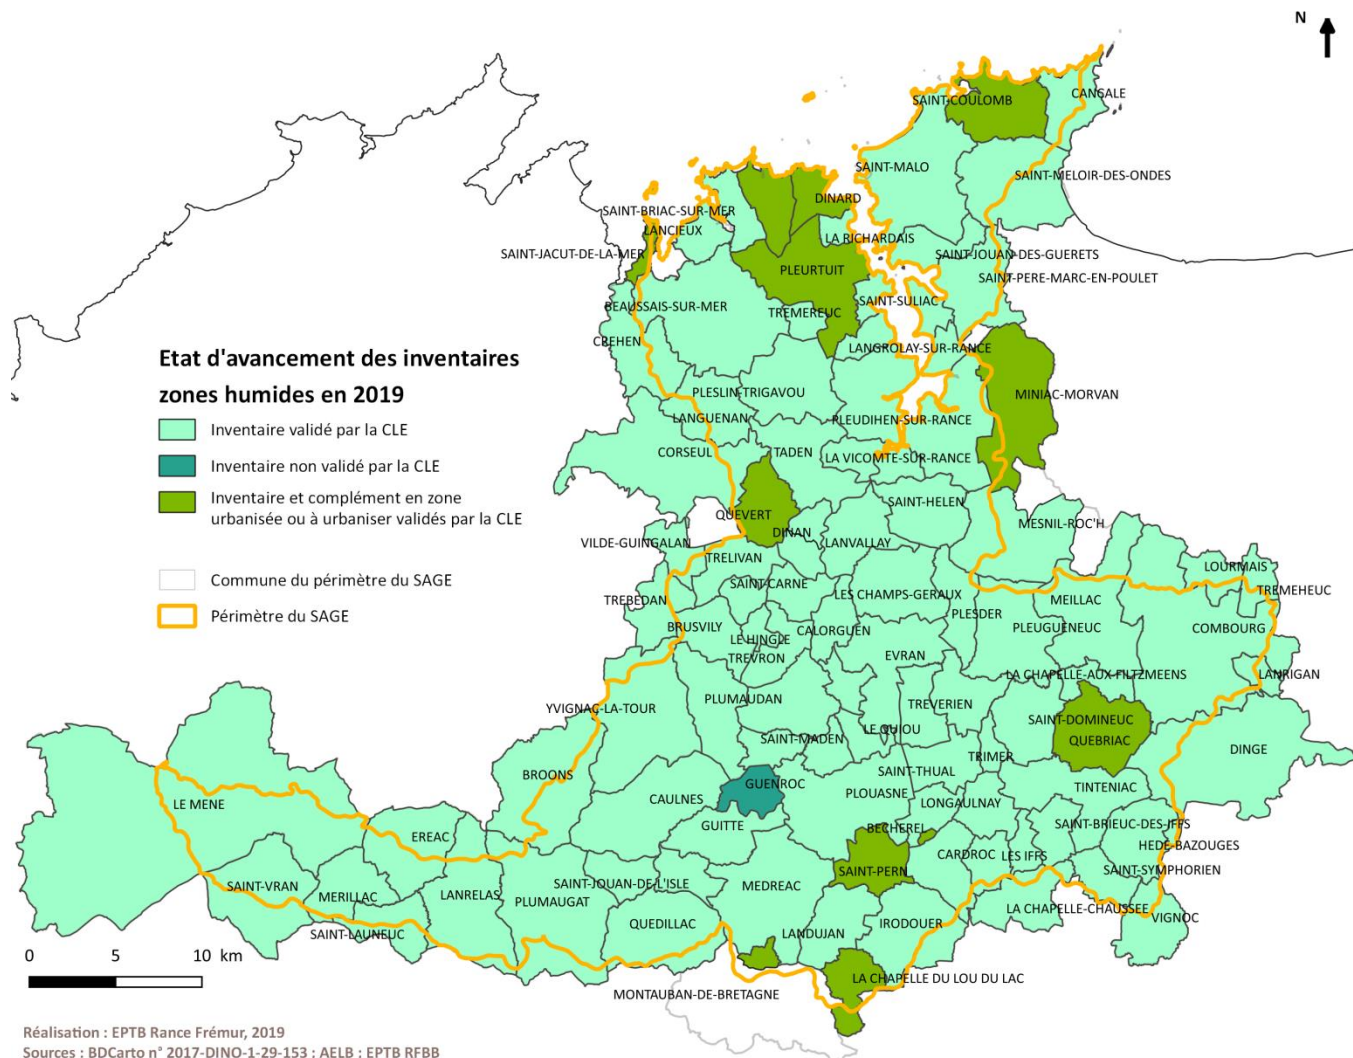 N
CANCALE
SAINT-COULOMB
SAINT-MALO
SAINT-MELOIR-DES-ONDES
DINARD
SAINT-BRIAC-SUR-MER
LANCIEUX
LA RICHARDAIS
SAINT-JACUT-DE-LA-MER
SAINT-JOUAN-DES-GUERETS
PLEURTUIT
SAINT-PERE-MARC-EN-POULET
SAINT-SULIAC
BEAUSSAIS-SUR-MER
TREMEREUC
CREHEN
LANGROLAY-SUR-RANCE
Etat d'avancement des inventaires
zones humides en 2019
Inventaire validé par la CLE
Inventaire non validé par la CLE
Inventaire et complément en zone
urbanisée ou à urbaniser validés par la CLE
Commune du périmètre du SAGE
Périmètre du SAGE
PLESLIN-TRIGAVOU
MINIAC-MORVAN
LANGUENAN
PLEUDIHEN-SUR-RANCE
CORSEUL
TADEN
LA VICOMTE-SUR-RANCE
SAINT-HELEN
QUEVERT
MESNIL-ROC'H
DINAN
VILDE-GUINGALAN
LANVALLAY
TRELIVAN
LOURMAIS
SAINT-CARNE
TREMEHEUC
TREBEDAN
LES CHAMPS-GERAUX
MEILLAC
PLESDER
BRUSVILY
CALORGUEN
PLEUGUENEUC
COMBOURG
LE HINGLE
TREVRON
EVRAN
LA CHAPELLE-AUX-FILTZMEENS
LANRIGAN
PLUMAUDAN
YVIGNAC-LA-TOUR
TREVERIEN
SAINT-DOMINEUC
LE QUIOU
SAINT-MADEN
QUEBRIAC
DINGE
TRIMER
BROONS
SAINT-THUAL
GUENROC
TINTENIAC
PLOUASNE
CAULNES
LE MENE
LONGAULNAY
GUITTE
BECHEREL
SAINT-BRIEUC-DES-IFFS
EREAC
HEDE-BAZOUGES
CARDROC
LES IFFS
SAINT-PERN
SAINT-SYMPHORIEN
SAINT-VRAN
SAINT-JOUAN-DE-L'ISLE
MEDREAC
MERILLAC
LANRELAS
PLUMAUGAT
LA CHAPELLE-CHAUSSEE
VIGNOC
QUEDILLAC
IRODOUER
SAINT-LAUNEUC
LANDUJAN
LA CHAPELLE DU LOU DU LAC
MONTAUBAN-DE-BRETAGNE
0 5 10 km
Réalisation : EPTB Rance Frémur, 2019
Sources : BDCarto n° 2017-DINO-1-29-153 ; AELB ; EPTB RFBB